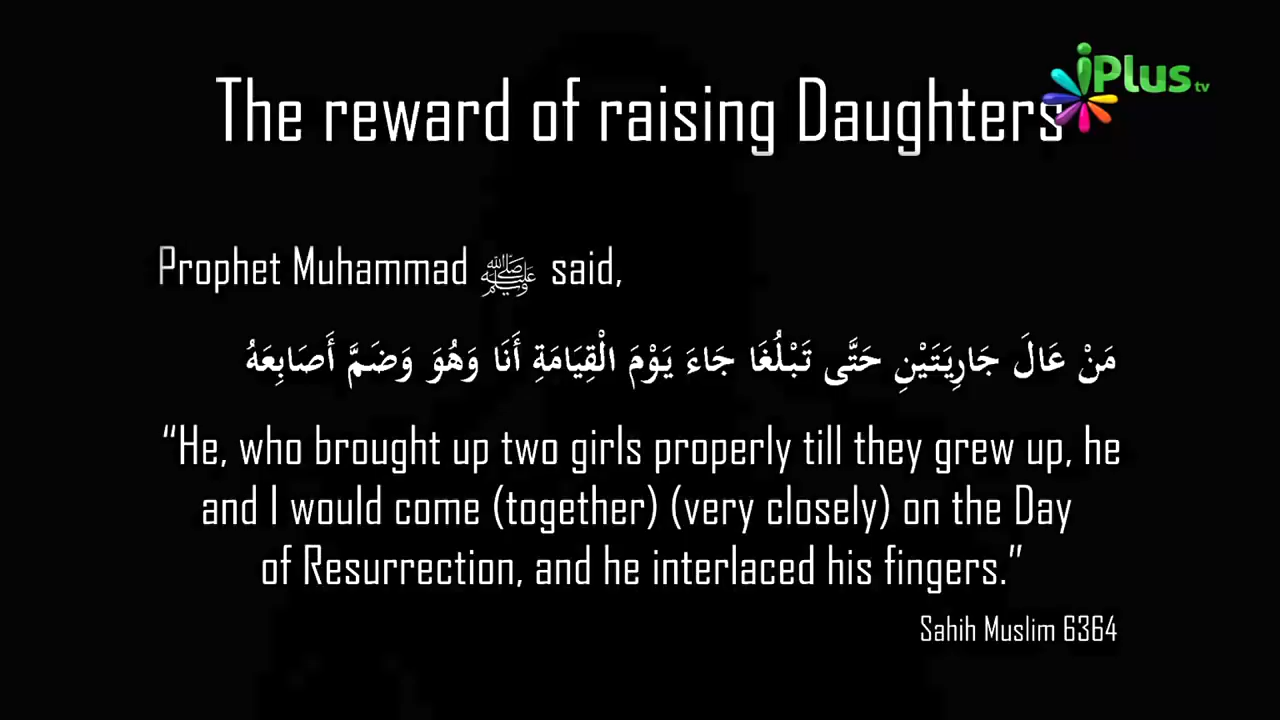 The reward of raising Daughters
iPlus tv
Prophet Muhammad ﷺ said,
مَنْ عَالَ جَارِيَتَيْنِ حَتَّى تَبْلُغَا جَاءَ يَوْمَ الْقِيَامَةِ أَنَا وَهُوَ وَضَمَّ أَصَابِعَهُ
“He, who brought up two girls properly till they grew up, he
and I would come (together) (very closely) on the Day
of Resurrection, and he interlaced his fingers.”
Sahih Muslim 6364